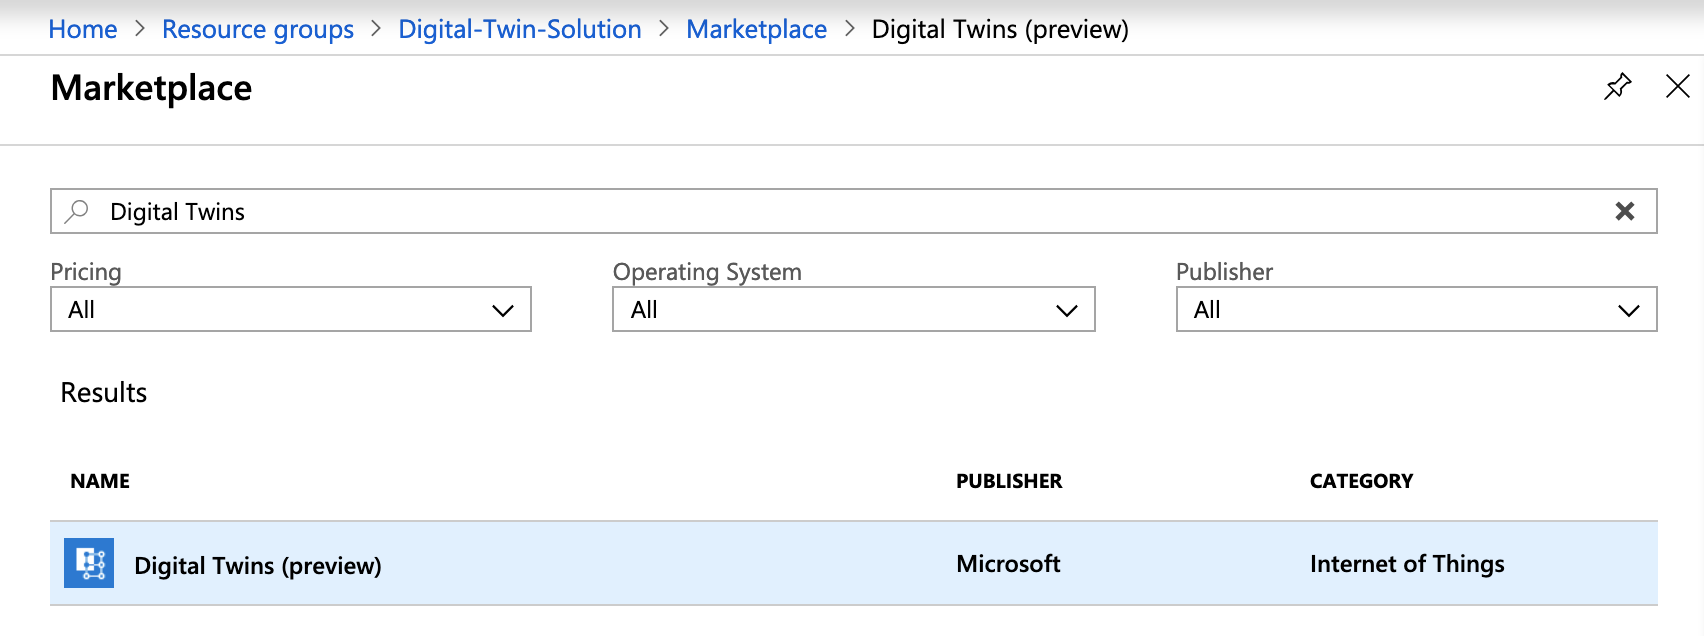 Home > Resource groups > Digital-Twin-Solution > Marketplace > Digital Twins (preview)
Marketplace
Digital Twins
Pricing Operating System Publisher
All All All
Results
NAME PUBLISHER CATEGORY
Digital Twins (preview) Microsoft Internet of Things